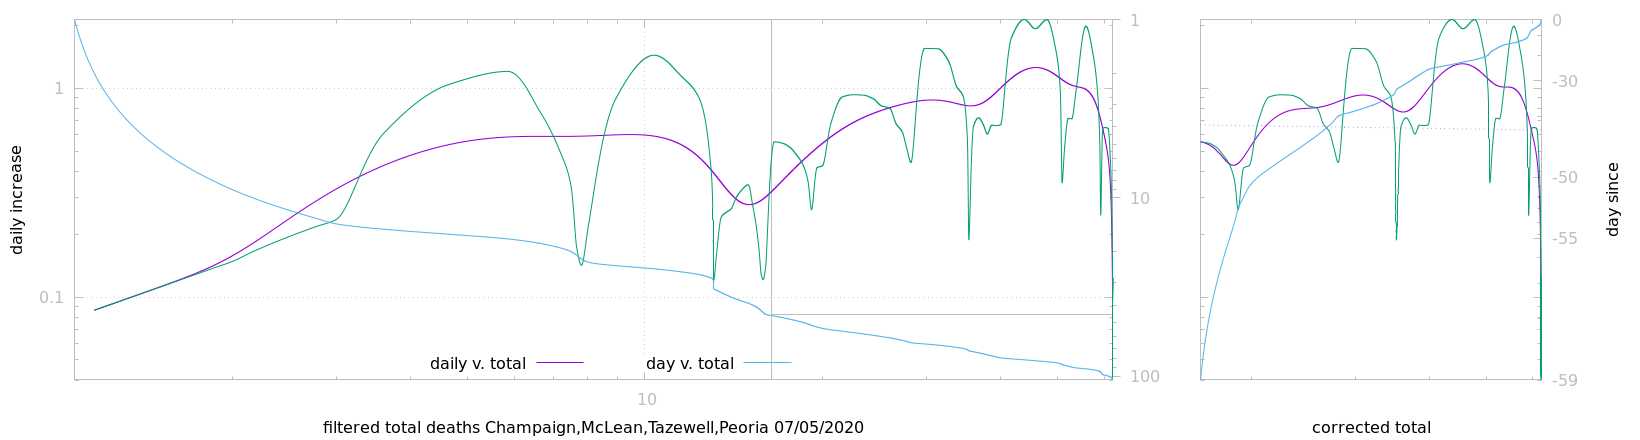 1
0.1
daily increase
daily v. total
day v. total
10
filtered total deaths Champaign,McLean,Tazewell,Peoria 07/05/2020
1
10
100
0
-30
-50
-55
-59
day since
corrected total